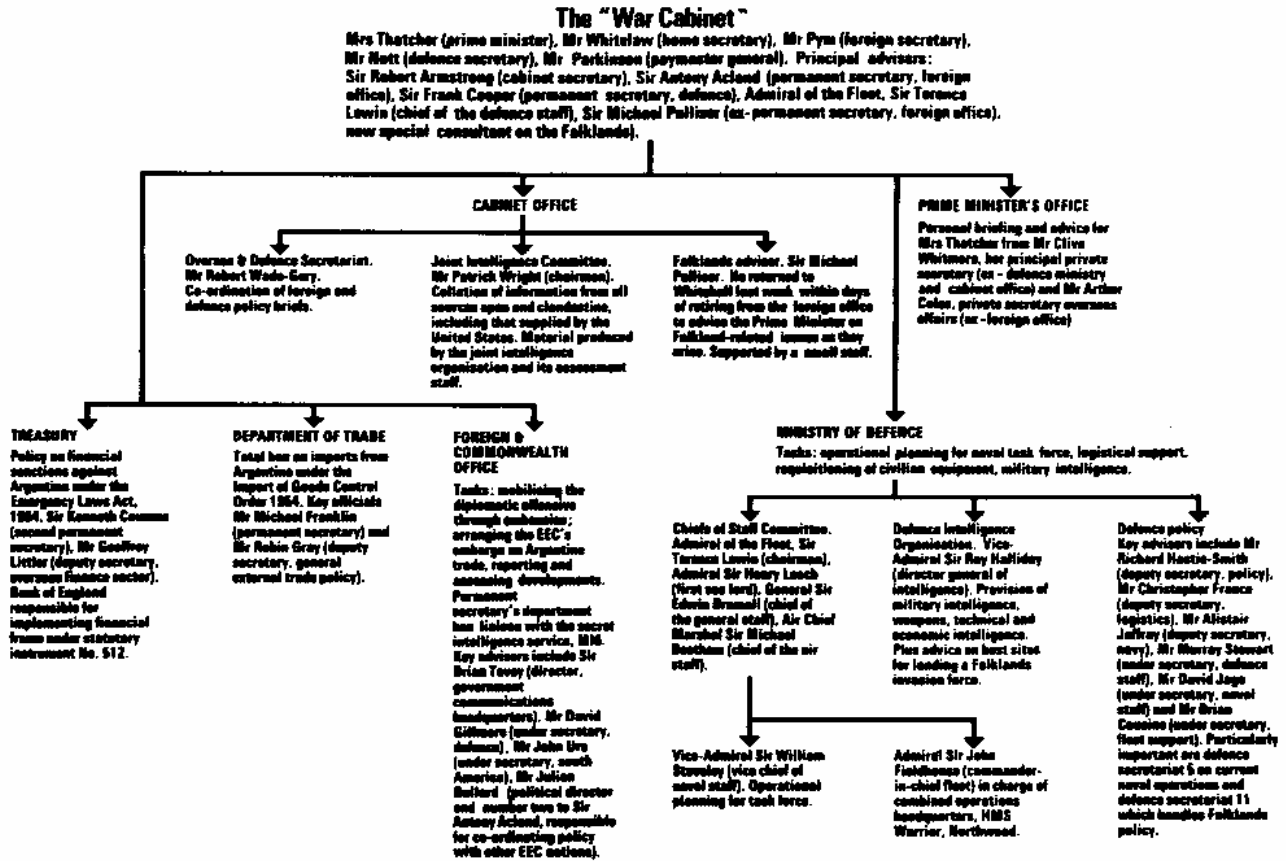 The "War Cabinet"
Mrs Thatcher (prime minister), Mr Whitelaw (home secretary), Mr Pym (foreign secretary),
Mr Nott (defence secretary), Mr Parkinson (paymaster general). Principal advisers:
Sir Robert Armstrong (cabinet secretary), Sir Antony Acland (permanent secretary, foreign
office), Sir Frank Cooper (permanent secretary, defence), Admiral of the Fleet, Sir Terence
Lewin (chief of the defence staff), Sir Michael Palliser (ex-permanent secretary, foreign office),
now special consultant on the Falklands).
CABINET OFFICE
Oversea & Defence Secretariat.
Mr Robert Wade-Gery.
Co-ordination of foreign and
defence policy briefs.
Joint Intelligence Committee.
Mr Patrick Wright (chairman).
Collation of information from all
sources open and clandestine,
including that supplied by the
United States. Material produced
by the joint intelligence
organisation and its assessment
staff.
Falklands adviser. Sir Michael
Palliser. He returned to
Whitehall last week within days
of retiring from the foreign office
to advise the Prime Minister on
Falkland-related issues as they
arise. Supported by a small staff.
PRIME MINISTER'S OFFICE
Personal briefing and advice for
Mrs Thatcher from Mr Clive
Whitmore, her principal private
secretary (ex - defence ministry
and cabinet office) and Mr Arthur
Coles, private secretary overseas
affairs (ex - foreign office)
TREASURY
Policy on financial
sanctions against
Argentina under the
Emergency Laws Act,
1964. Sir Kenneth Couzens
(second permanent
secretary), Mr Geoffrey
Littler (deputy secretary,
overseas finance sector).
Bank of England
responsible for
implementing financial
freeze under statutory
instrument No. 512.
DEPARTMENT OF TRADE
Total ban on imports from
Argentina under the
Import of Goods Control
Order 1954. Key officials
Mr Michael Franklin
(permanent secretary) and
Mr Robin Gray (deputy
secretary, general
external trade policy).
FOREIGN &
COMMONWEALTH
OFFICE
Tasks: mobilising the
diplomatic offensive
through embassies;
arranging the EEC's
embargo on Argentine
trade, reporting and
assessing developments.
Permanent
secretary's department
has liaison with the secret
intelligence service, MI6.
Key advisers include Sir
Brian Tovey (director,
government
communications
headquarters), Mr David
Gillmore (under secretary,
defence), Mr John Ure
(under secretary, south
America), Mr Julian
Bullard (political director
and number two to Sir
Antony Acland, responsible
for co-ordinating policy
with other EEC nations).
MINISTRY OF DEFENCE
Tasks: operational planning for naval task force, logistical support,
requisitioning of civilian equipment, military intelligence.
Chiefs of Staff Committee.
Admiral of the Fleet, Sir
Terence Lewin (chairman),
Admiral Sir Henry Leach
(first sea lord), General Sir
Edwin Bramall (chief of
the general staff), Air Chief
Marshal Sir Michael
Beetham (chief of the air
staff).
Defence Intelligence
Organisation. Vice-
Admiral Sir Roy Halliday
(director general of
intelligence). Provision of
military intelligence,
weapons, technical and
economic intelligence.
Plus advice on best sites
for landing a Falklands
invasion force.
Defence policy
Key advisers include Mr
Richard Hastie-Smith
(deputy secretary, policy),
Mr Christopher France
(deputy secretary,
logistics), Mr Alistair
Jaffray (deputy secretary,
navy), Mr Murray Stewart
(under secretary, defence
staff), Mr David Jago
(under secretary, naval
staff) and Mr Brian
Cousins (under secretary,
fleet support). Particularly
important are defence
secretariat 5 on current
naval operations and
defence secretariat 11
which handles Falklands
policy.
Vice-Admiral Sir William
Staveley (vice chief of
naval staff). Operational
planning for task force.
Admiral Sir John
Fieldhouse (commander-
in-chief fleet) in charge of
combined operations
headquarters, HMS
Warrior, Northwood.